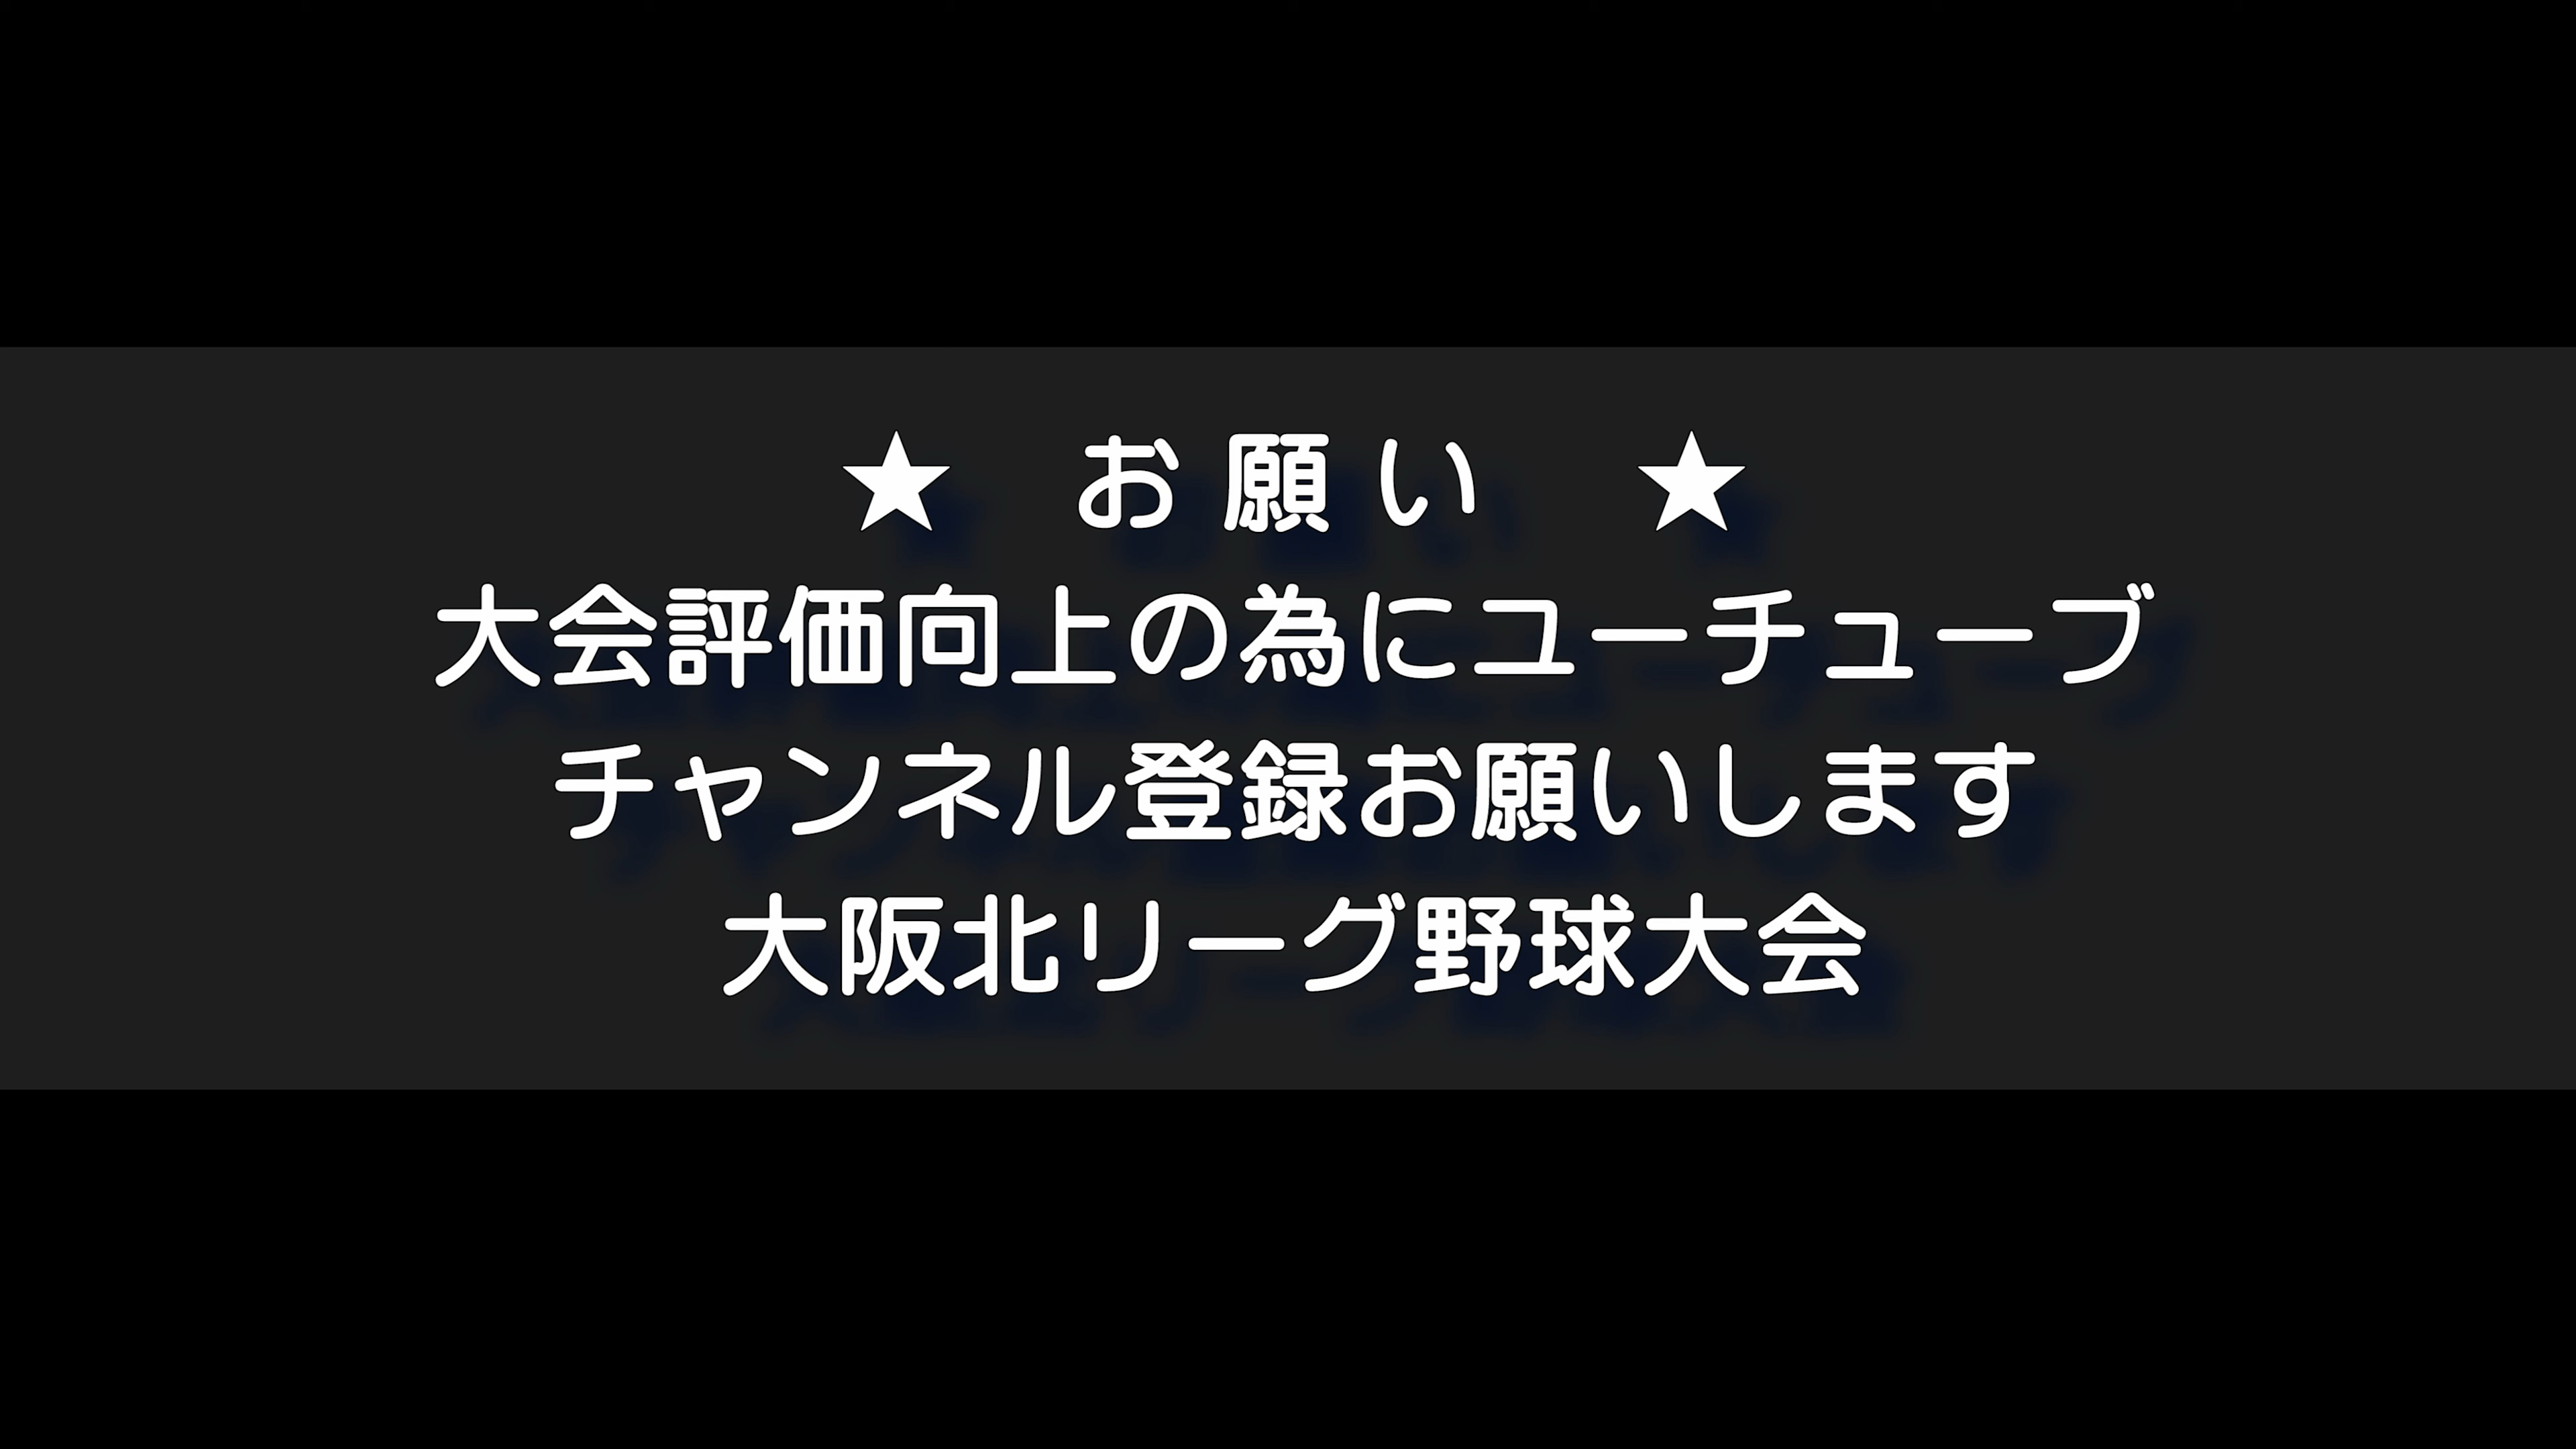 ★ お願い ★
大会評価向上の為にユーチューブ
チャンネル登録お願いします
大阪北リーグ野球大会